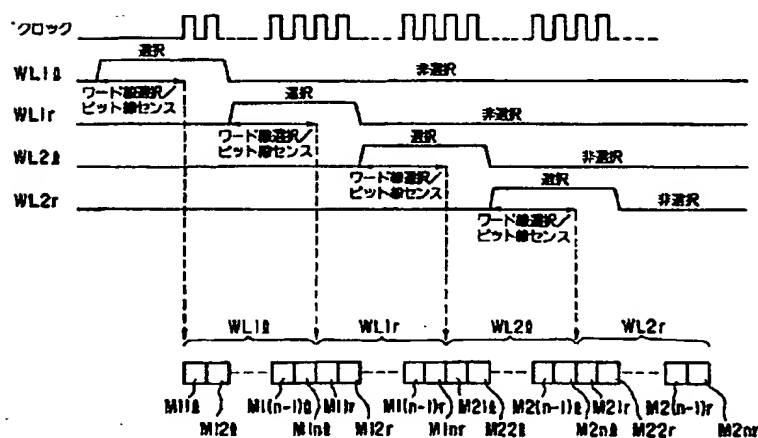 クロック
選択
WL1ℓ
非選択
ワード線選択/
ビット線センス
選択
WL1r
非選択
ワード線選択/
ビット線センス
選択
WL2ℓ
非選択
ワード線選択/
ビット線センス
選択
WL2r
非選択
ワード線選択/
ビット線センス
WL1ℓ WL1r WL2ℓ WL2r
M11ℓ M1(n-1)ℓ M11r M1(n-1)r M21ℓ M2(n-1)ℓ M21r M2(n-1)r
M12ℓ M1nℓ M12r M1nr M22ℓ M2nℓ M22r M2nr